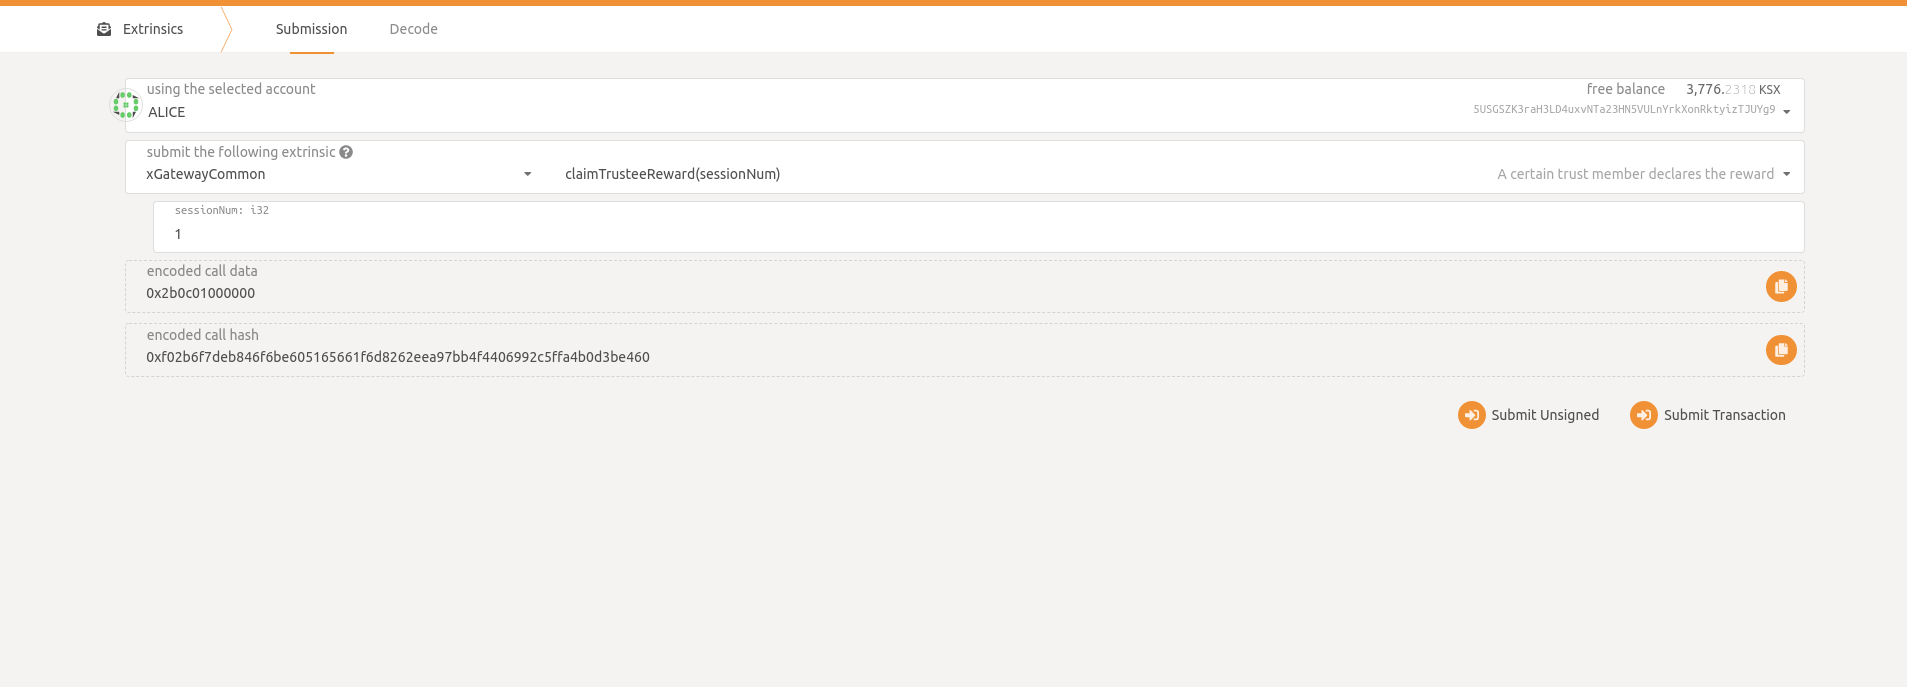 Extrinsics Submission Decode
using the selected account free balance 3,776.2318 KSX
ALICE 5USGSZK3raH3LD4uxvNTa23HN5VULnYrkXonRktyizTJUYg9
submit the following extrinsic
xGatewayCommon claimTrusteeReward(sessionNum) A certain trust member declares the reward
sessionNum: i32
1
encoded call data
0x2b0c01000000
encoded call hash
0xf02b6f7deb846f6be605165661f6d8262eea97bb4f4406992c5ffa4b0d3be460
Submit Unsigned Submit Transaction